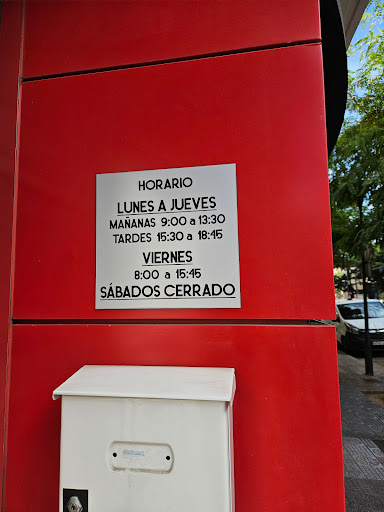 HORARIO
LUNES A JUEVES
MAÑANAS 9:00 a 13:30
TARDES 15:30 a 18:45
VIERNES
8:00 a 15:45
SÁBADOS CERRADO